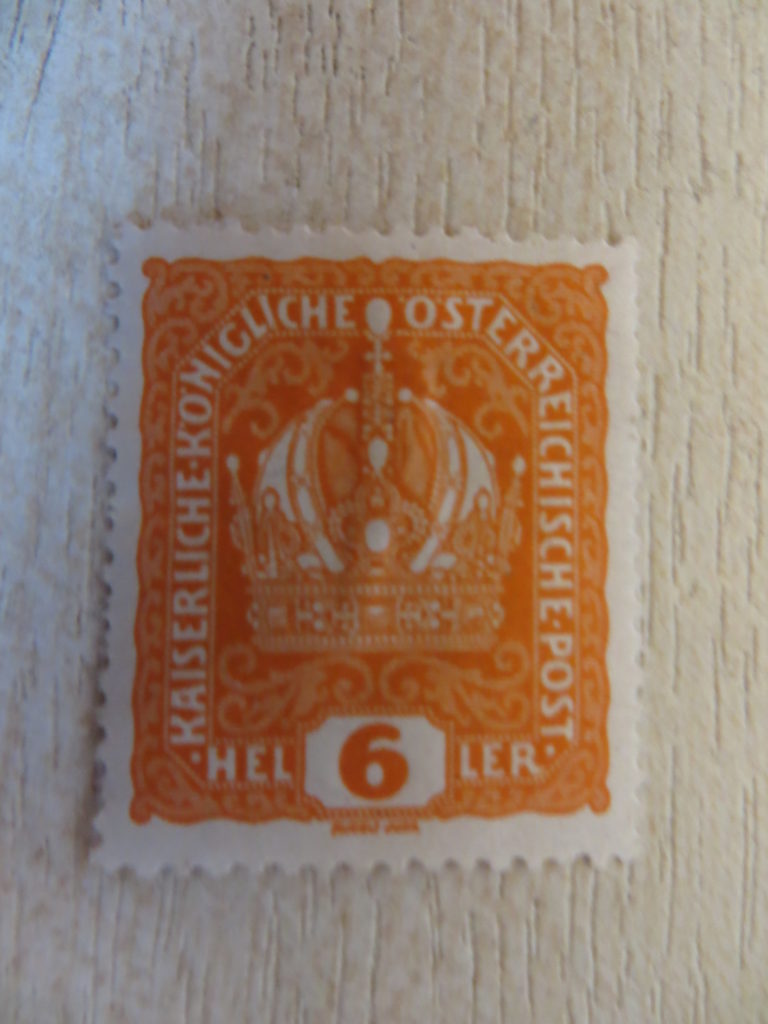 KAISERLICHE·KÖNIGLICHE ÖSTERREICHISCHE·POST
·HEL 6 LER·